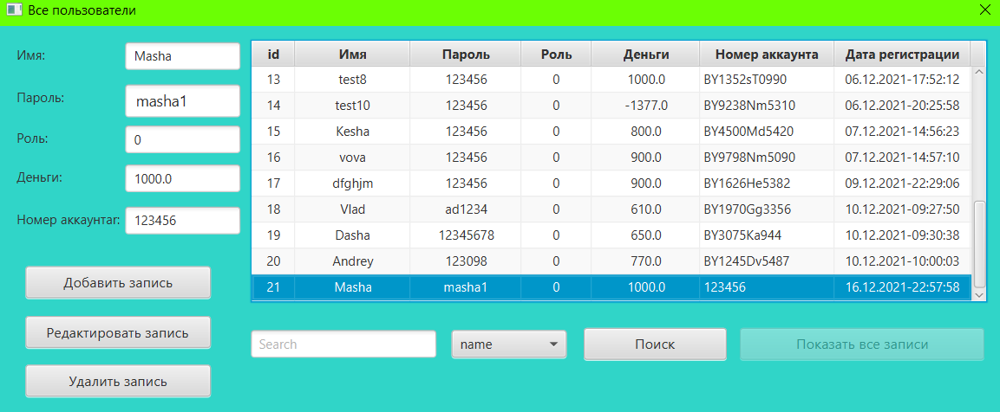 Все пользователи
Имя: Masha
Пароль: masha1
Роль: 0
Деньги: 1000.0
Номер аккаунтаг: 123456
Добавить запись
Редактировать запись
Удалить запись
id Имя Пароль Роль Деньги Номер аккаунта Дата регистрации
13 test8 123456 0 1000.0 BY1352sT0990 06.12.2021-17:52:12
14 test10 123456 0 -1377.0 BY9238Nm5310 06.12.2021-20:25:58
15 Kesha 123456 0 800.0 BY4500Md5420 07.12.2021-14:56:23
16 vova 123456 0 900.0 BY9798Nm5090 07.12.2021-14:57:10
17 dfghjm 123456 0 900.0 BY1626He5382 09.12.2021-22:29:06
18 Vlad ad1234 0 610.0 BY1970Gg3356 10.12.2021-09:27:50
19 Dasha 12345678 0 650.0 BY3075Ka944 10.12.2021-09:30:38
20 Andrey 123098 0 770.0 BY1245Dv5487 10.12.2021-10:00:03
21 Masha masha1 0 1000.0 123456 16.12.2021-22:57:58
Search name Поиск Показать все записи